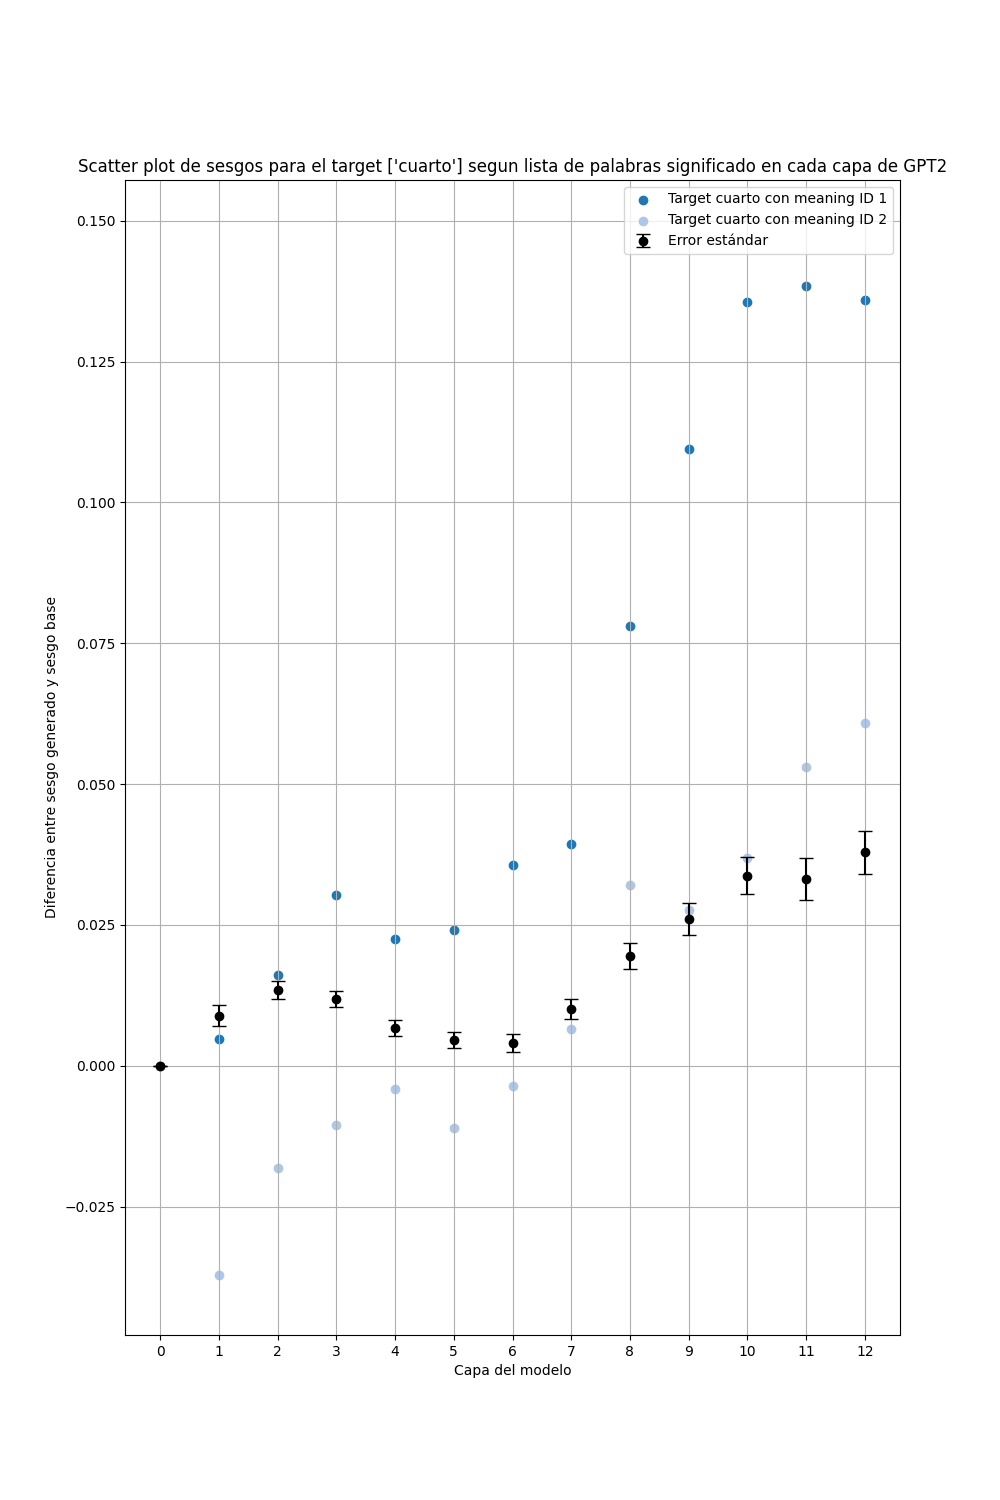 Scatter plot de sesgos para el target ['cuarto'] segun lista de palabras significado en cada capa de GPT2
Target cuarto con meaning ID 1
Target cuarto con meaning ID 2
Error estándar
0.150
0.125
0.100
0.075
0.050
0.025
0.000
−0.025
Diferencia entre sesgo generado y sesgo base
0 1 2 3 4 5 6 7 8 9 10 11 12
Capa del modelo